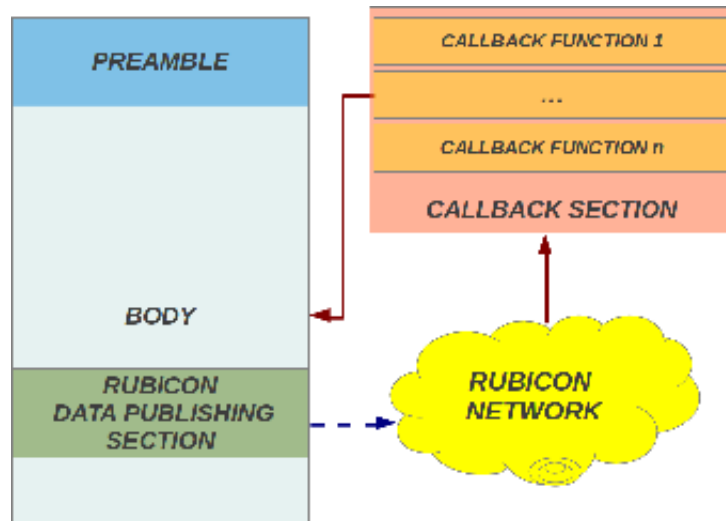 PREAMBLE
BODY
RUBICON
DATA PUBLISHING
SECTION
CALLBACK FUNCTION 1
...
CALLBACK FUNCTION n
CALLBACK SECTION
RUBICON
NETWORK